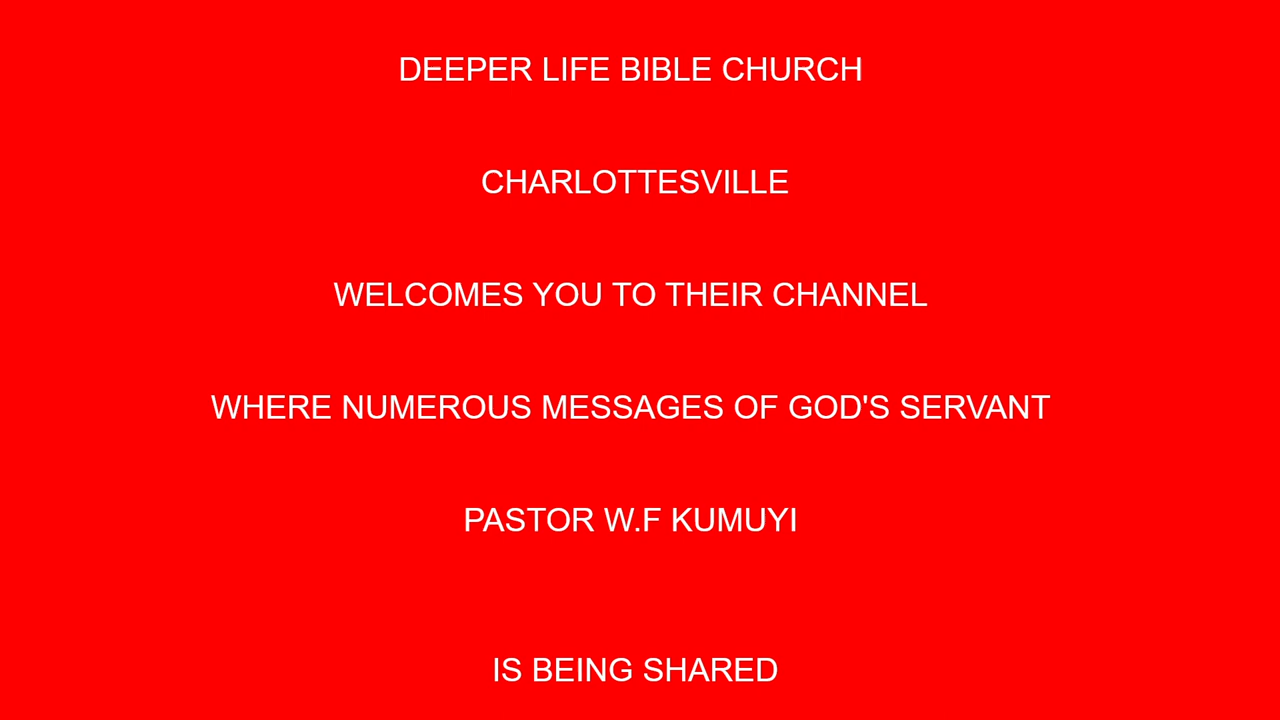 DEEPER LIFE BIBLE CHURCH
CHARLOTTESVILLE
WELCOMES YOU TO THEIR CHANNEL
WHERE NUMEROUS MESSAGES OF GOD'S SERVANT
PASTOR W.F KUMUYI
IS BEING SHARED